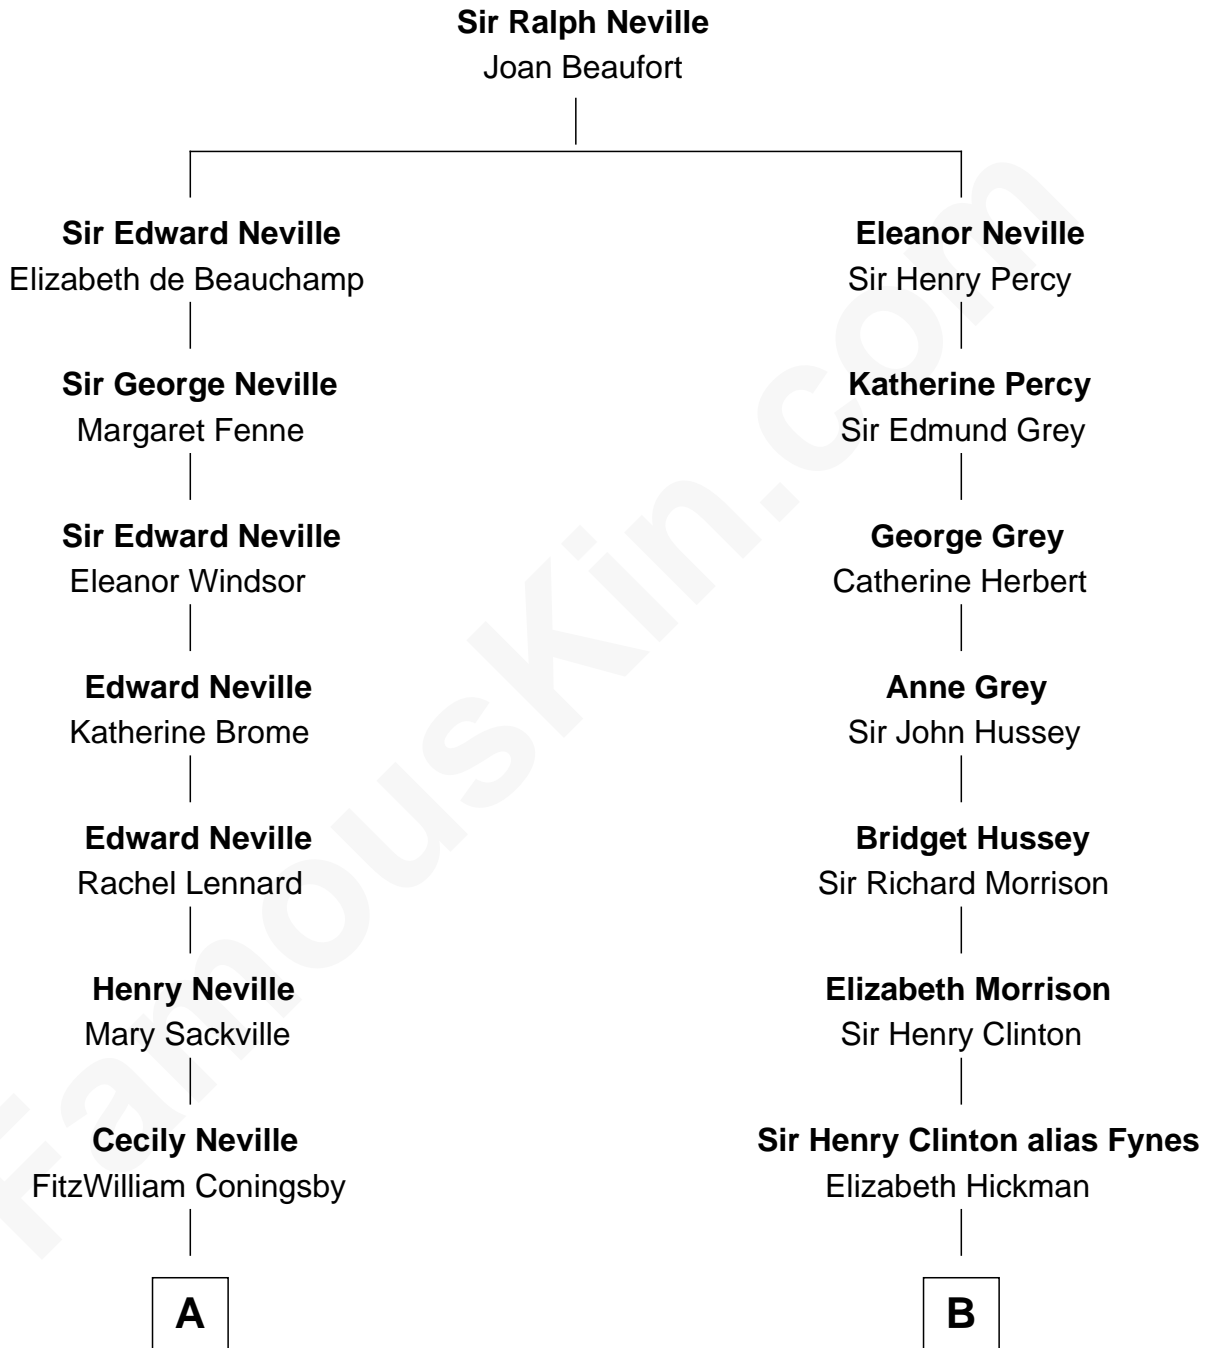 Sir Ralph Neville
Joan Beaufort
Sir Edward Neville
Elizabeth de Beauchamp
Eleanor Neville
Sir Henry Percy
Sir George Neville
Margaret Fenne
Katherine Percy
Sir Edmund Grey
Sir Edward Neville
Eleanor Windsor
George Grey
Catherine Herbert
Edward Neville
Katherine Brome
Anne Grey
Sir John Hussey
Edward Neville
Rachel Lennard
Bridget Hussey
Sir Richard Morrison
Henry Neville
Mary Sackville
Elizabeth Morrison
Sir Henry Clinton
Cecily Neville
FitzWilliam Coningsby
Sir Henry Clinton alias Fynes
Elizabeth Hickman
A
B
FamousKin.com